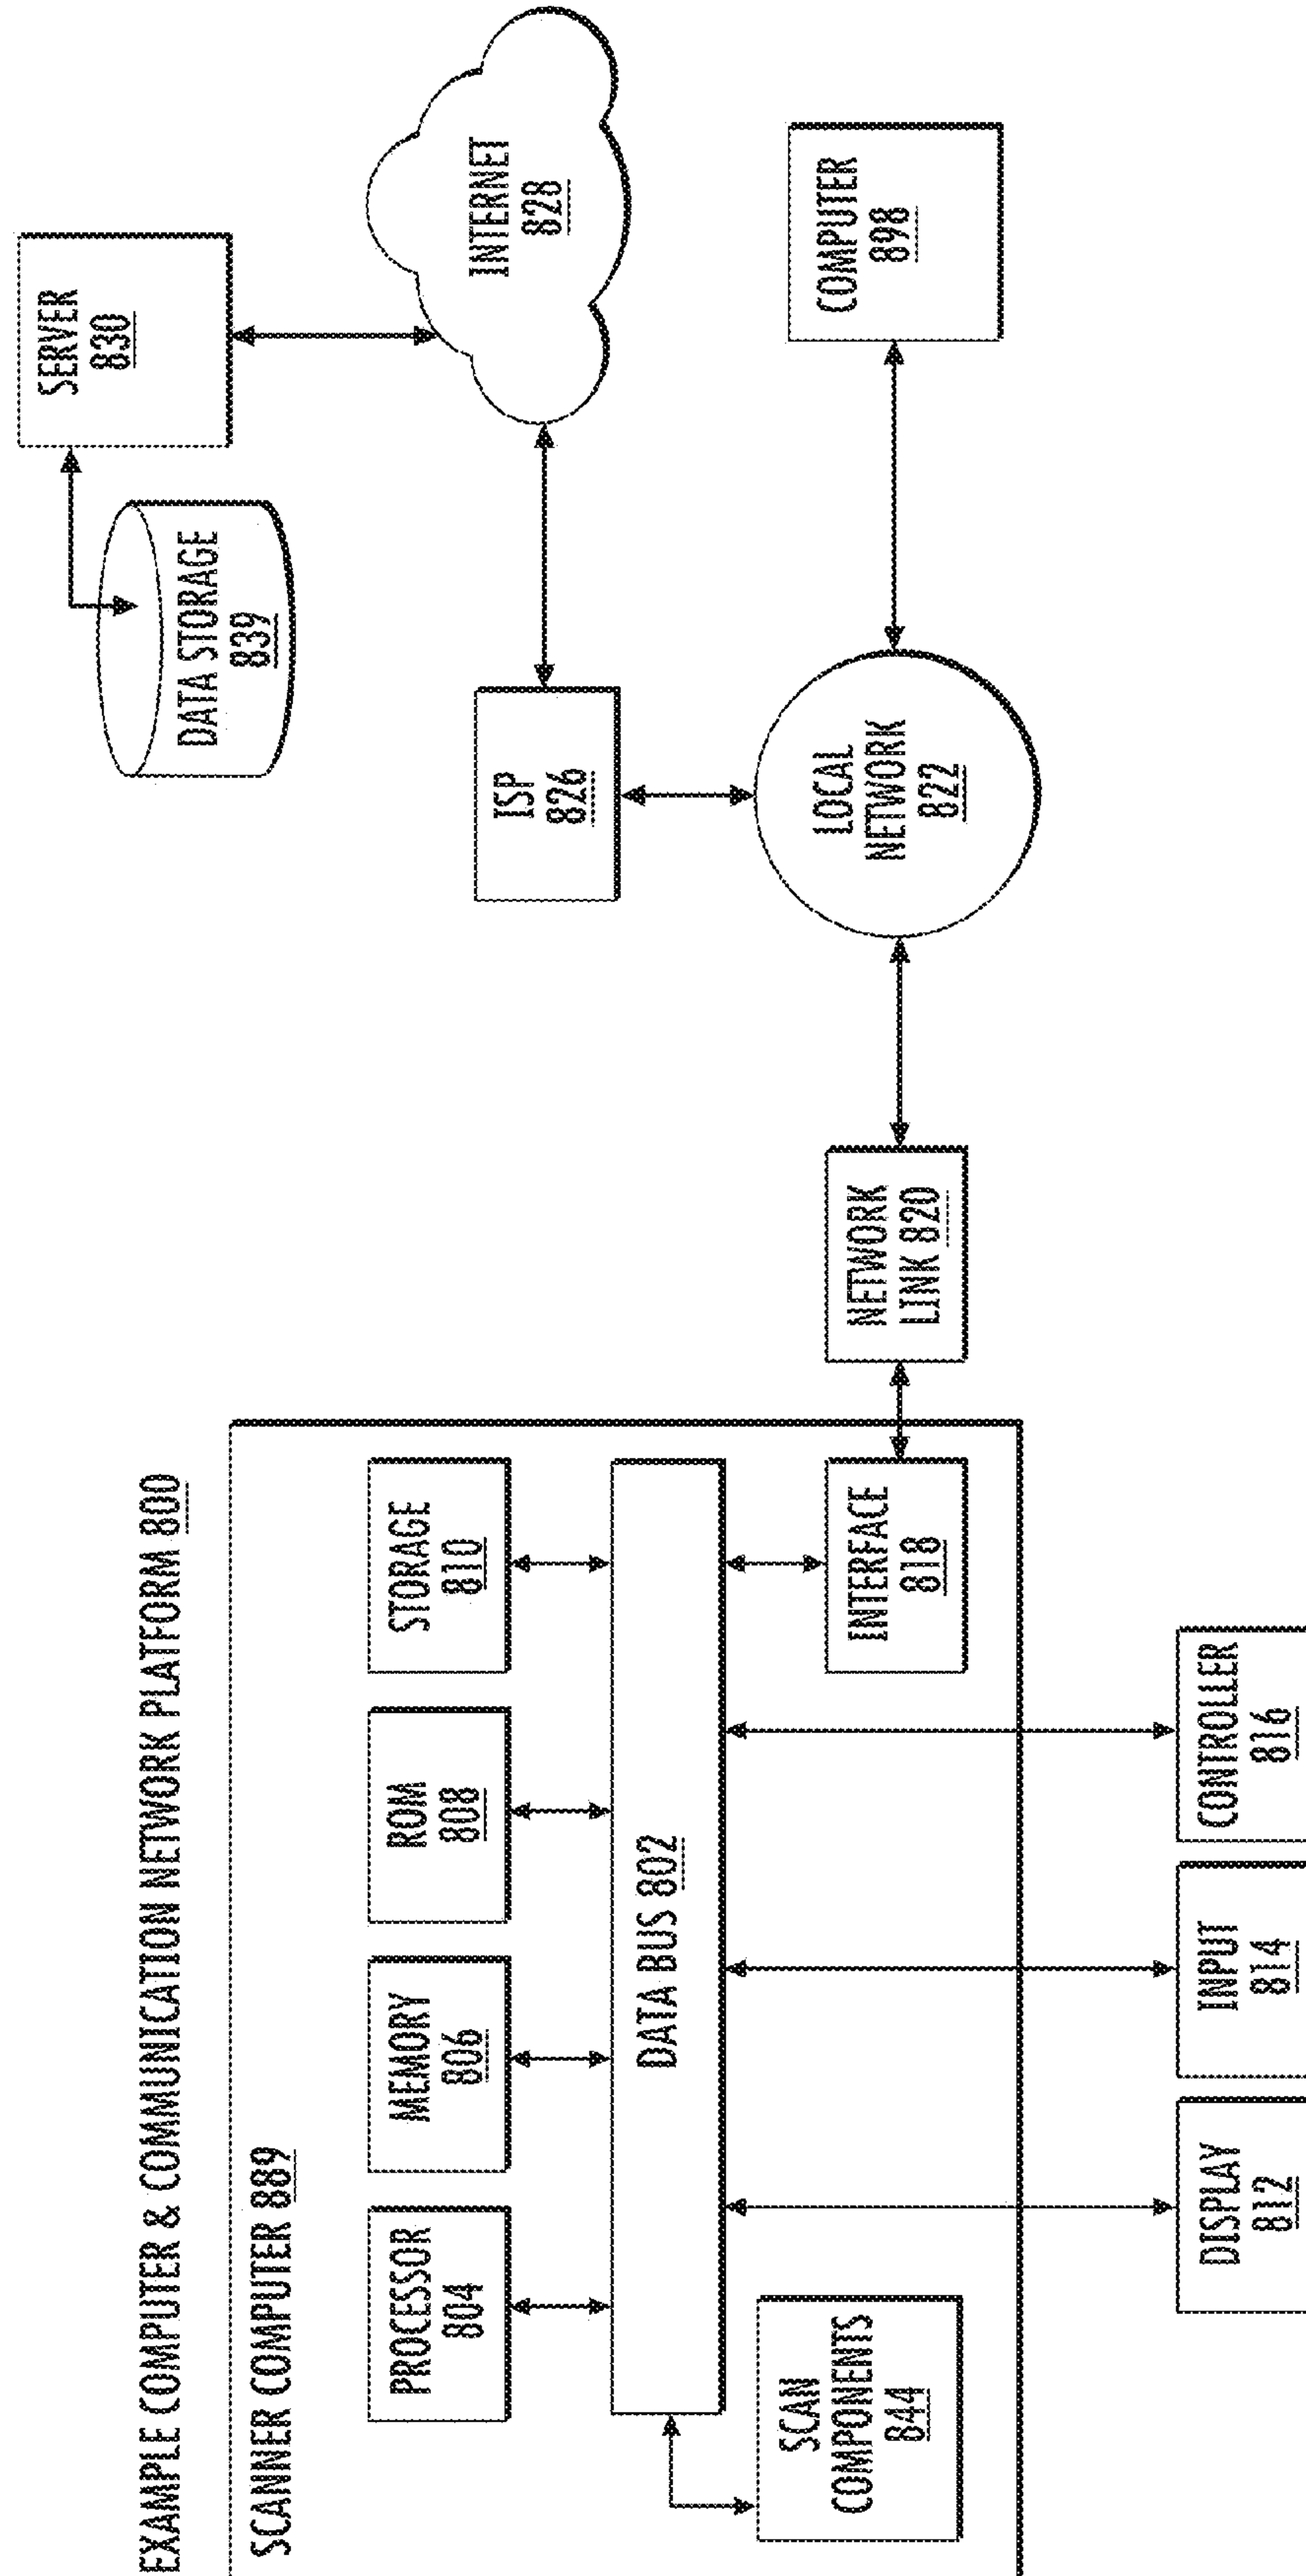 EXAMPLE COMPUTER & COMMUNICATION NETWORK PLATFORM 800
SCANNER COMPUTER 889
PROCESSOR
804
MEMORY
806
ROM
808
STORAGE
810
DATA BUS 802
SCAN
COMPONENTS
844
INTERFACE
818
DISPLAY
812
INPUT
814
CONTROLLER
816
NETWORK
LINK 820
LOCAL
NETWORK
822
ISP
826
DATA STORAGE
839
SERVER
830
INTERNET
828
COMPUTER
898